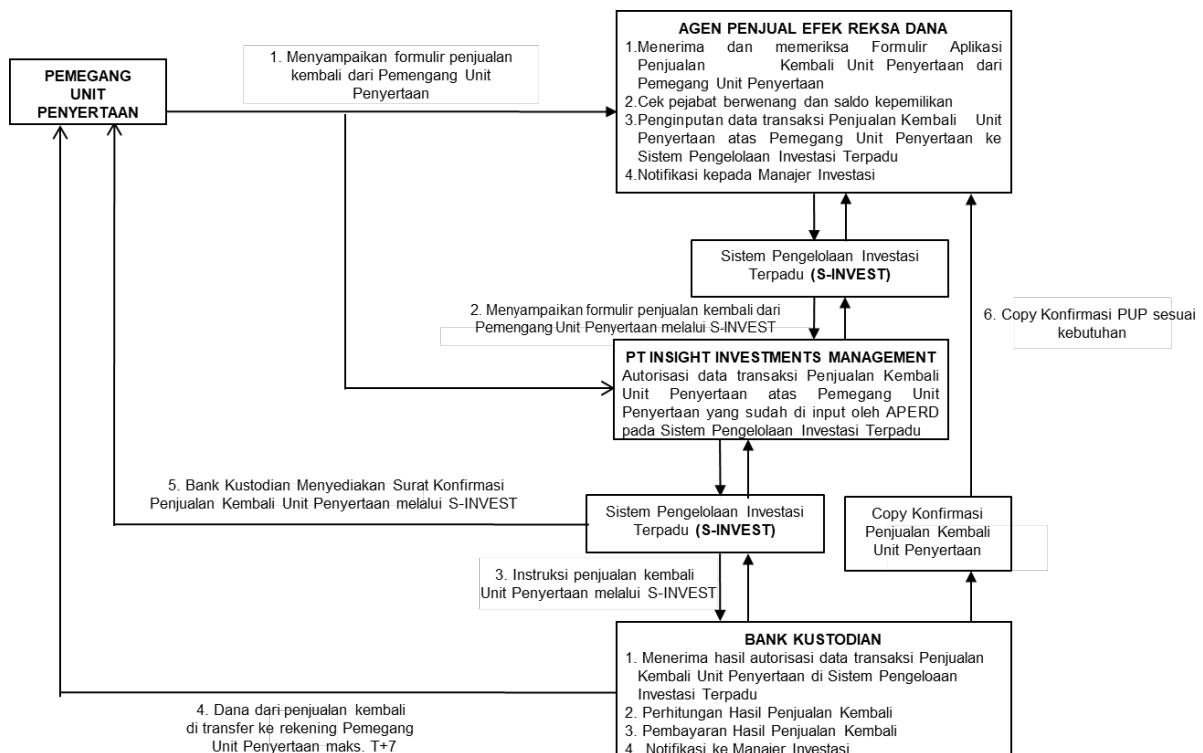 AGEN PENJUAL EFEK REKSA DANA
1.Menerima dan memeriksa Formulir Aplikasi
Penjualan Kembali Unit Penyertaan dari
Pemegang Unit Penyertaan
2.Cek pejabat berwenang dan saldo kepemilikan
3.Penginputan data transaksi Penjualan Kembali Unit
Penyertaan atas Pemegang Unit Penyertaan ke
Sistem Pengelolaan Investasi Terpadu
4.Notifikasi kepada Manajer Investasi
1. Menyampaikan formulir penjualan
kembali dari Pemengang Unit
Penyertaan
PEMEGANG
UNIT
PENYERTAAN
Sistem Pengelolaan Investasi
Terpadu (S-INVEST)
2. Menyampaikan formulir penjualan kembali dari
Pemengang Unit Penyertaan melalui S-INVEST
6. Copy Konfirmasi PUP sesuai
kebutuhan
PT INSIGHT INVESTMENTS MANAGEMENT
Autorisasi data transaksi Penjualan Kembali
Unit Penyertaan atas Pemegang Unit
Penyertaan yang sudah di input oleh APERD
pada Sistem Pengelolaan Investasi Terpadu
5. Bank Kustodian Menyediakan Surat Konfirmasi
Penjualan Kembali Unit Penyertaan melalui S-INVEST
Sistem Pengelolaan Investasi
Terpadu (S-INVEST)
Copy Konfirmasi
Penjualan Kembali
Unit Penyertaan
3. Instruksi penjualan kembali
Unit Penyertaan melalui S-INVEST
BANK KUSTODIAN
1. Menerima hasil autorisasi data transaksi Penjualan
Kembali Unit Penyertaan di Sistem Pengeloaan
Investasi Terpadu
2. Perhitungan Hasil Penjualan Kembali
3. Pembayaran Hasil Penjualan Kembali
4. Notifikasi ke Manajer Investasi
4. Dana dari penjualan kembali
di transfer ke rekening Pemegang
Unit Penyertaan maks. T+7